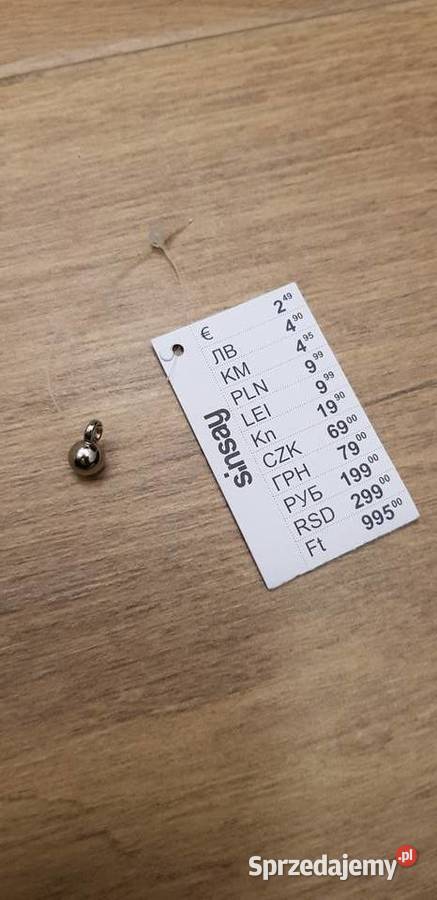 € 2⁴⁹
ЛВ 4⁹⁰
KM 4⁹⁵
PLN 9⁹⁹
LEI 9⁹⁹
Kn 19⁹⁰
CZK 69⁰⁰
ГРН 79⁰⁰
РУБ 199⁰⁰
RSD 299⁰⁰
Ft 995⁰⁰
sinsay
Sprzedajemy.pl